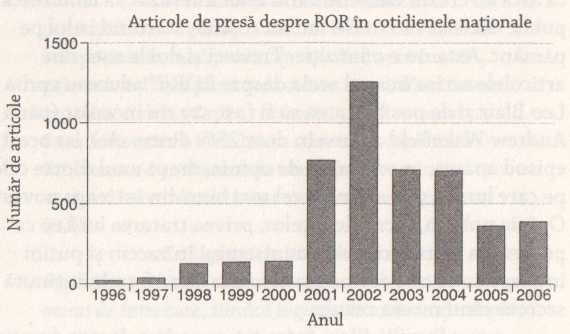 Articole de presă despre ROR în cotidienele naționale
Număr de articole
1500
1000
500
0
1996 1997 1998 1999 2000 2001 2002 2003 2004 2005 2006
Anul